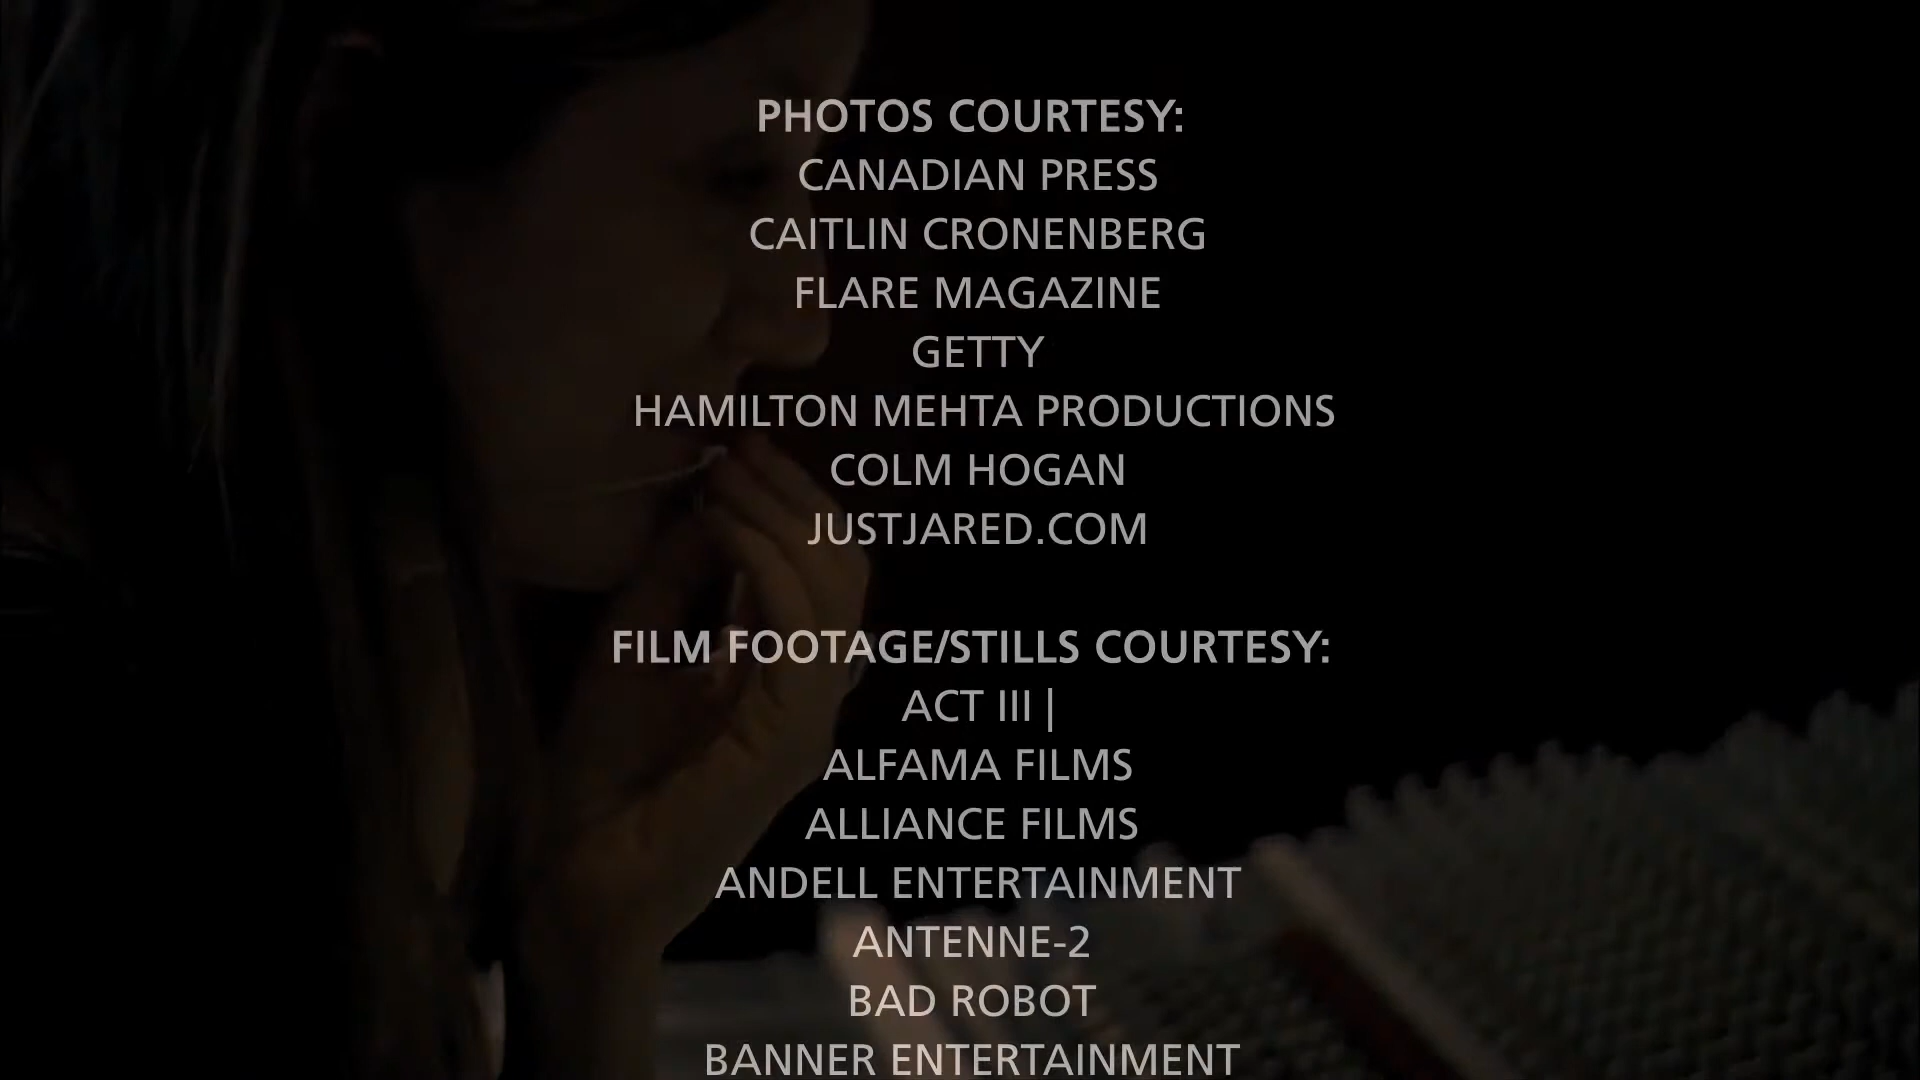 PHOTOS COURTESY:
CANADIAN PRESS
CAITLIN CRONENBERG
FLARE MAGAZINE
GETTY
HAMILTON MEHTA PRODUCTIONS
COLM HOGAN
JUSTJARED.COM
FILM FOOTAGE/STILLS COURTESY:
ACT III |
ALFAMA FILMS
ALLIANCE FILMS
ANDELL ENTERTAINMENT
ANTENNE-2
BAD ROBOT
BANNER ENTERTAINMENT